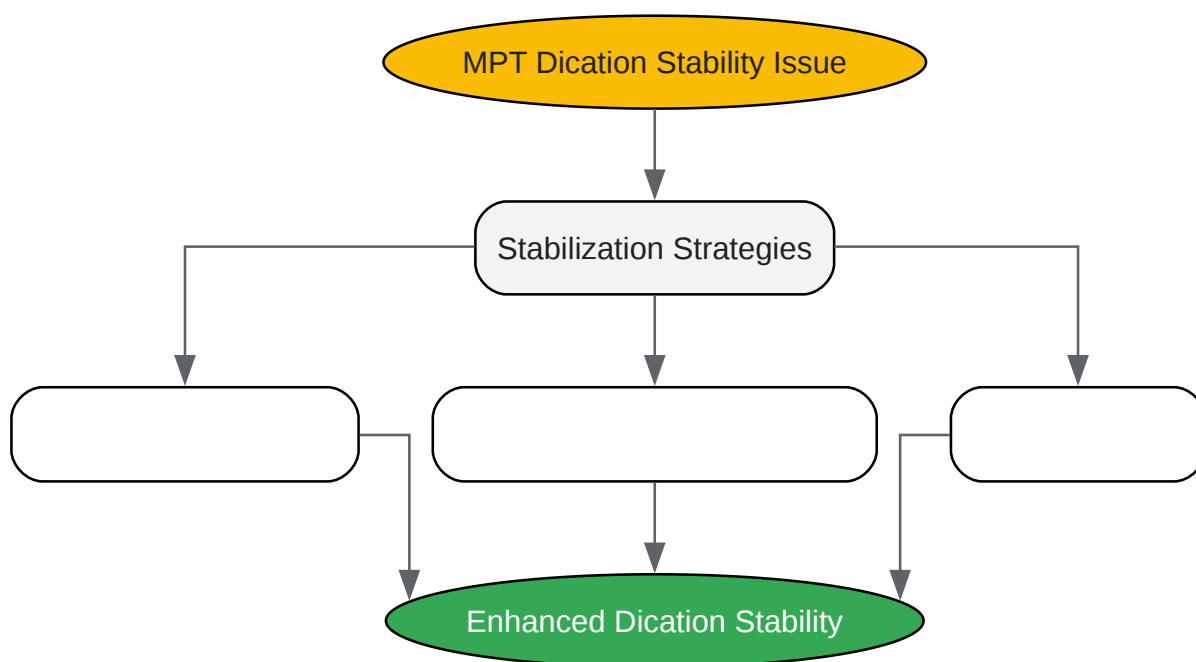 MPT Dication Stability Issue
Stabilization Strategies
Enhanced Dication Stability